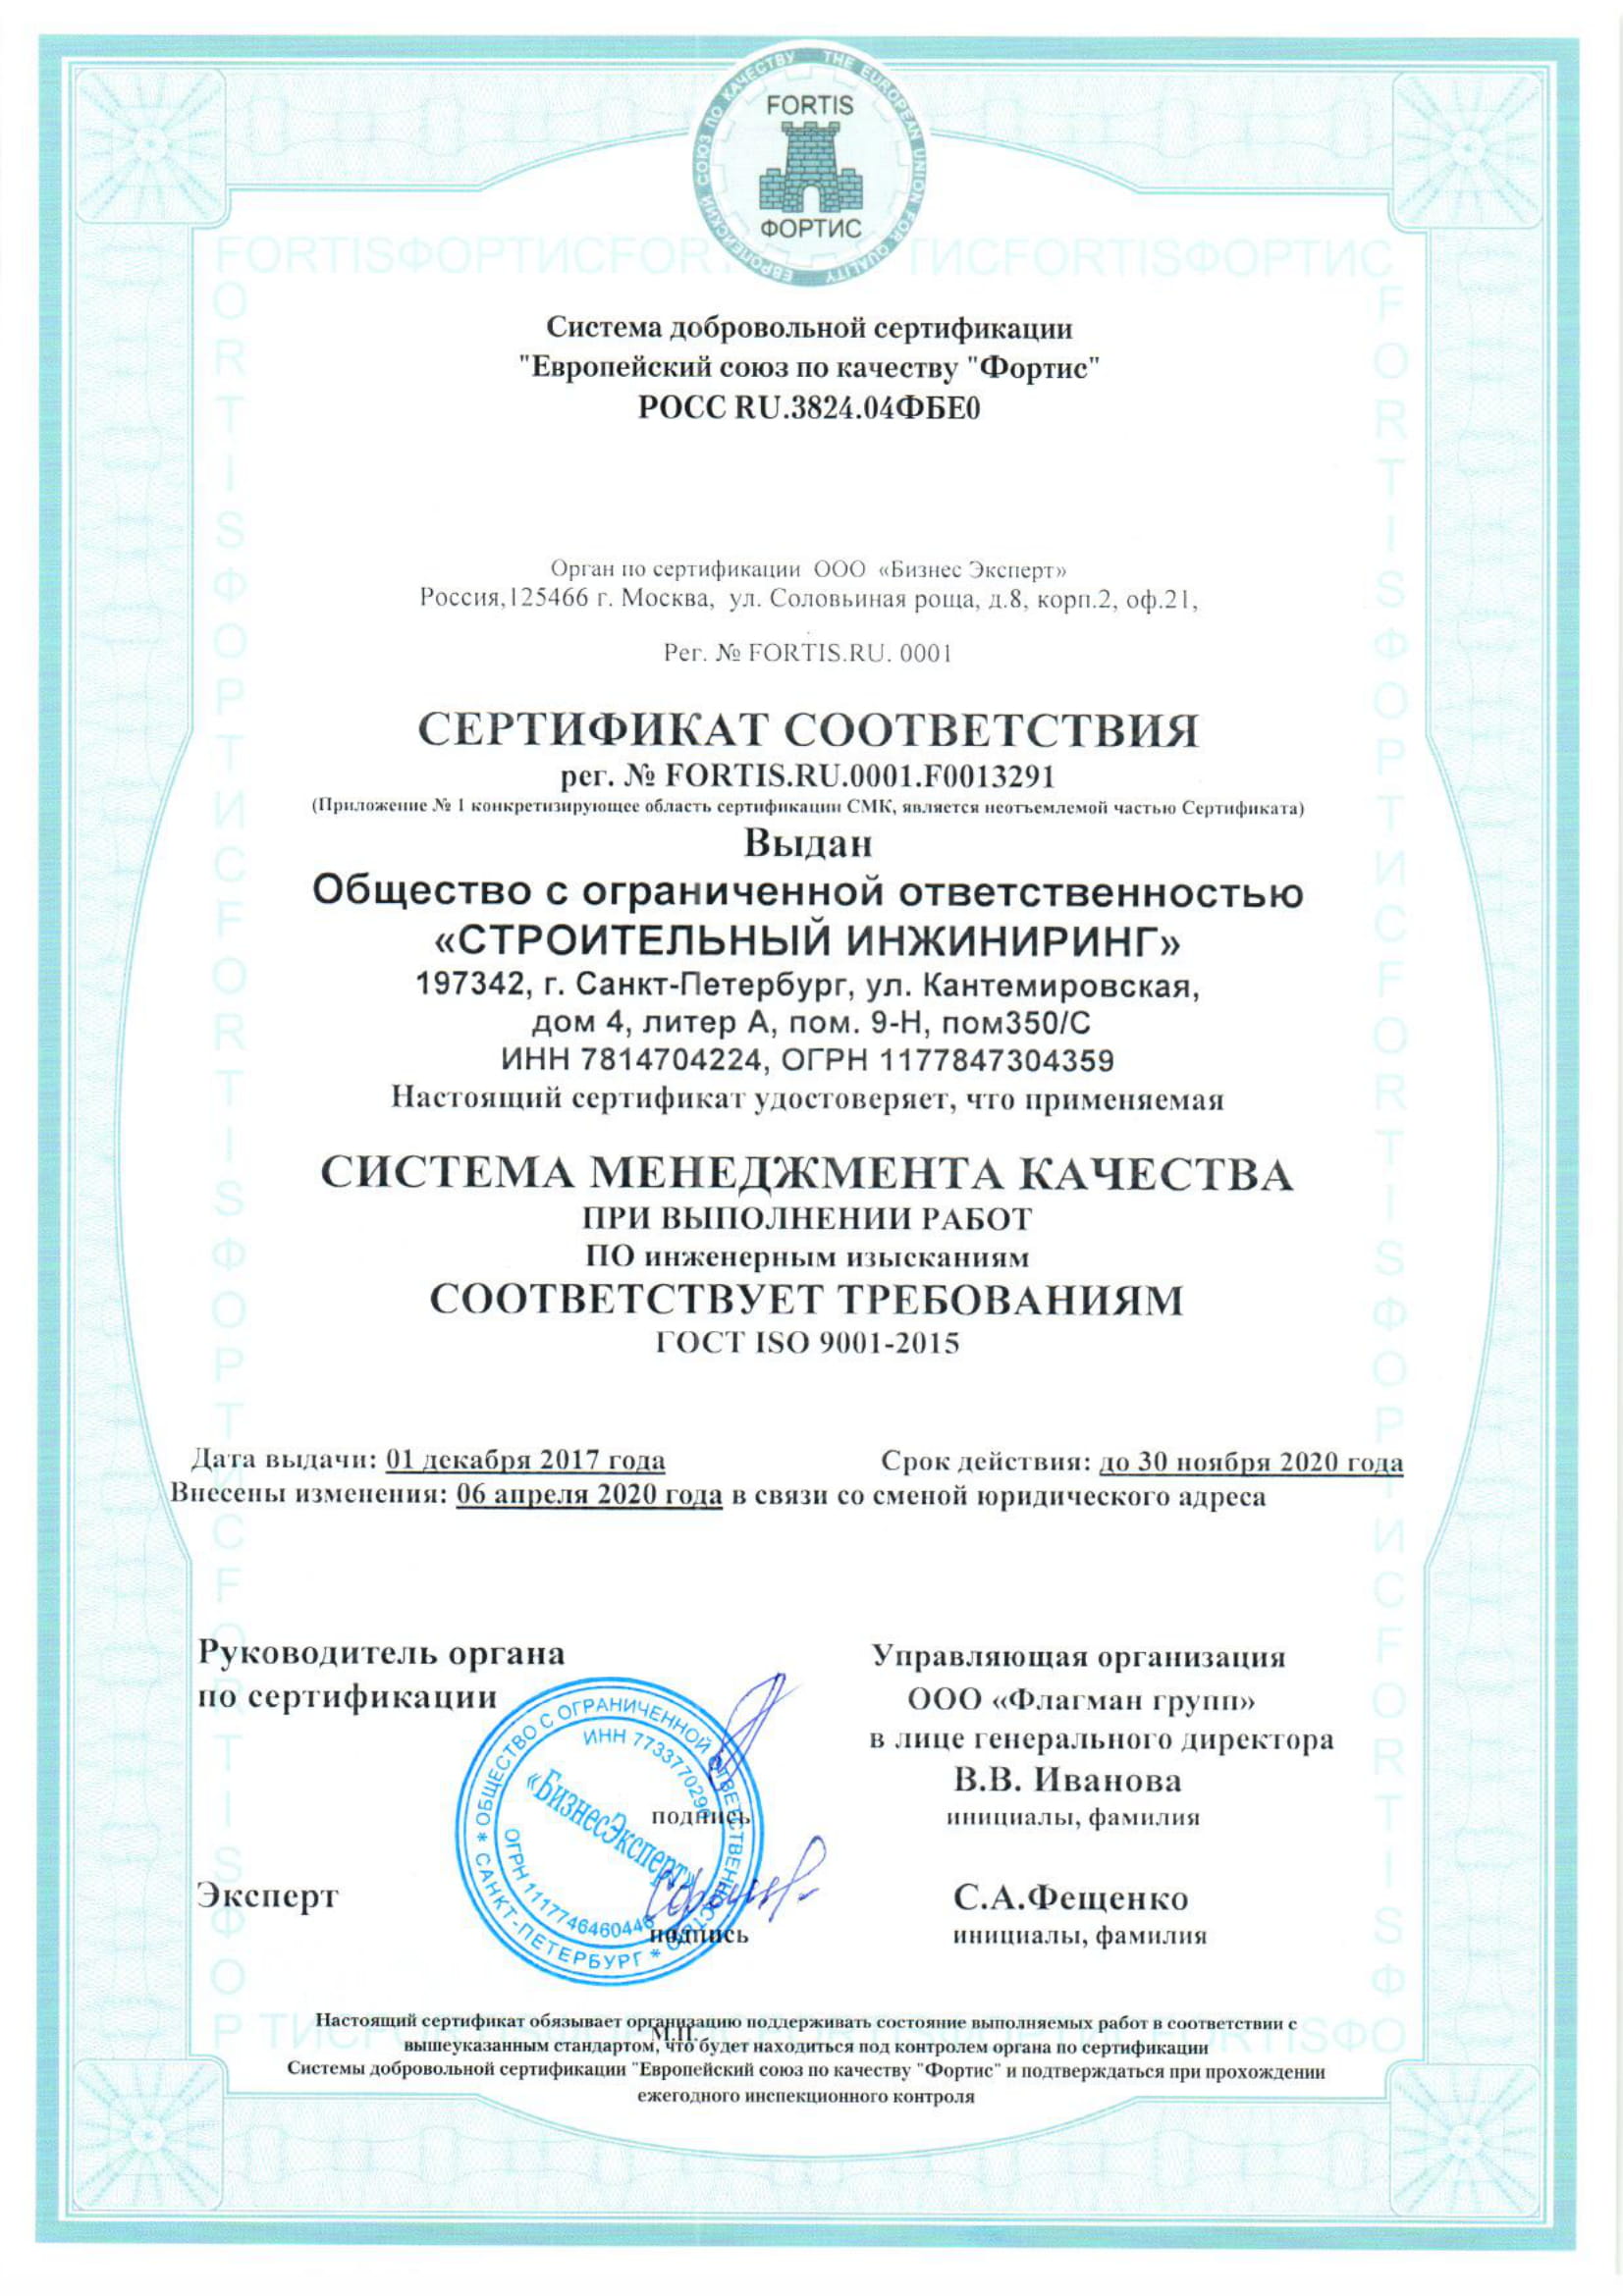 ЕВРОПЕЙСКИЙ СОЮЗ ПО КАЧЕСТВУ THE EUROPEAN UNION FOR QUALITY
FORTIS
ФОРТИС
Система добровольной сертификации
"Европейский союз по качеству "Фортис"
РОСС RU.3824.04ФБЕ0
Орган по сертификации ООО «Бизнес Эксперт»
Россия,125466 г. Москва, ул. Соловьиная роща, д.8, корп.2, оф.21,
Рег. № FORTIS.RU. 0001
СЕРТИФИКАТ СООТВЕТСТВИЯ
рег. № FORTIS.RU.0001.F0013291
(Приложение № 1 конкретизирующее область сертификации СМК, является неотъемлемой частью Сертификата)
Выдан
Общество с ограниченной ответственностью
«СТРОИТЕЛЬНЫЙ ИНЖИНИРИНГ»
197342, г. Санкт-Петербург, ул. Кантемировская,
дом 4, литер А, пом. 9-Н, пом350/С
ИНН 7814704224, ОГРН 1177847304359
Настоящий сертификат удостоверяет, что применяемая
СИСТЕМА МЕНЕДЖМЕНТА КАЧЕСТВА
ПРИ ВЫПОЛНЕНИИ РАБОТ
ПО инженерным изысканиям
СООТВЕТСТВУЕТ ТРЕБОВАНИЯМ
ГОСТ ISO 9001-2015
Дата выдачи: 01 декабря 2017 года Срок действия: до 30 ноября 2020 года
Внесены изменения: 06 апреля 2020 года в связи со сменой юридического адреса
Руководитель органа
по сертификации
Управляющая организация
ООО «Флагман групп»
в лице генерального директора
В.В. Иванова
подпись инициалы, фамилия
ОБЩЕСТВО С ОГРАНИЧЕННОЙ ОТВЕТСТВЕННОСТЬЮ * САНКТ-ПЕТЕРБУРГ *
ИНН 7733770296
«БизнесЭксперт»
ОГРН 1117746460446
Эксперт С.А.Фещенко
подпись инициалы, фамилия
М.П.
Настоящий сертификат обязывает организацию поддерживать состояние выполняемых работ в соответствии с
вышеуказанным стандартом, что будет находиться под контролем органа по сертификации
Системы добровольной сертификации "Европейский союз по качеству "Фортис" и подтверждаться при прохождении
ежегодного инспекционного контроля